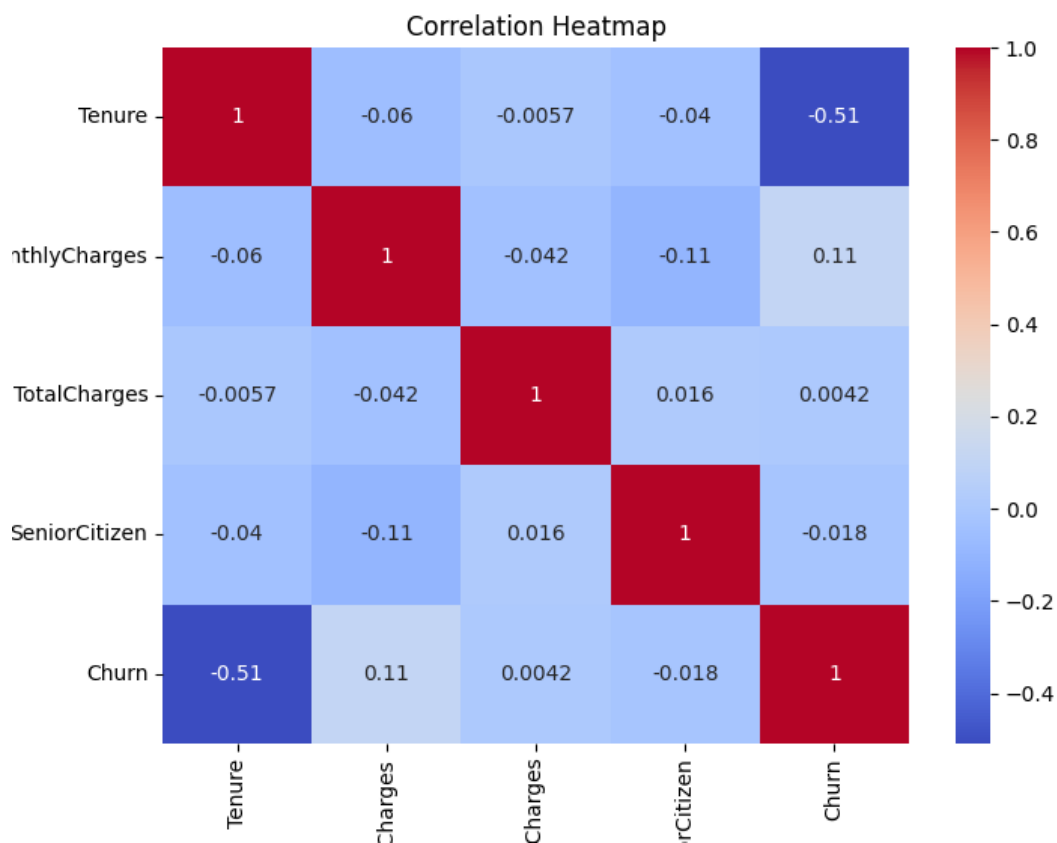 Correlation Heatmap
1.0
Tenure 1 -0.06 -0.0057 -0.04 -0.51
0.8
0.6
nthlyCharges -0.06 1 -0.042 -0.11 0.11
0.4
TotalCharges -0.0057 -0.042 1 0.016 0.0042
0.2
0.0
SeniorCitizen -0.04 -0.11 0.016 1 -0.018
−0.2
Churn -0.51 0.11 0.0042 -0.018 1
−0.4
Tenure Charges Charges orCitizen Churn